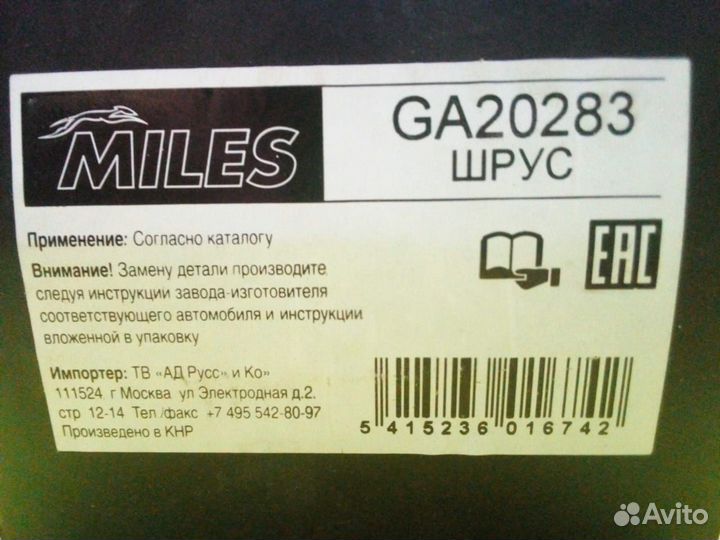 MILES
GA20283
ШРУС
Применение: Согласно каталогу
Внимание! Замену детали производите
следуя инструкции завода-изготовителя
соответствующего автомобиля и инструкции
вложенной в упаковку
EAC
Импортер: ТВ «АД Русс» и Ко»
111524 г Москва ул Электродная д.2.
стр 12-14 Тел./факс +7 495 542-80-97
Произведено в КНР
5 415236 016742
Avito